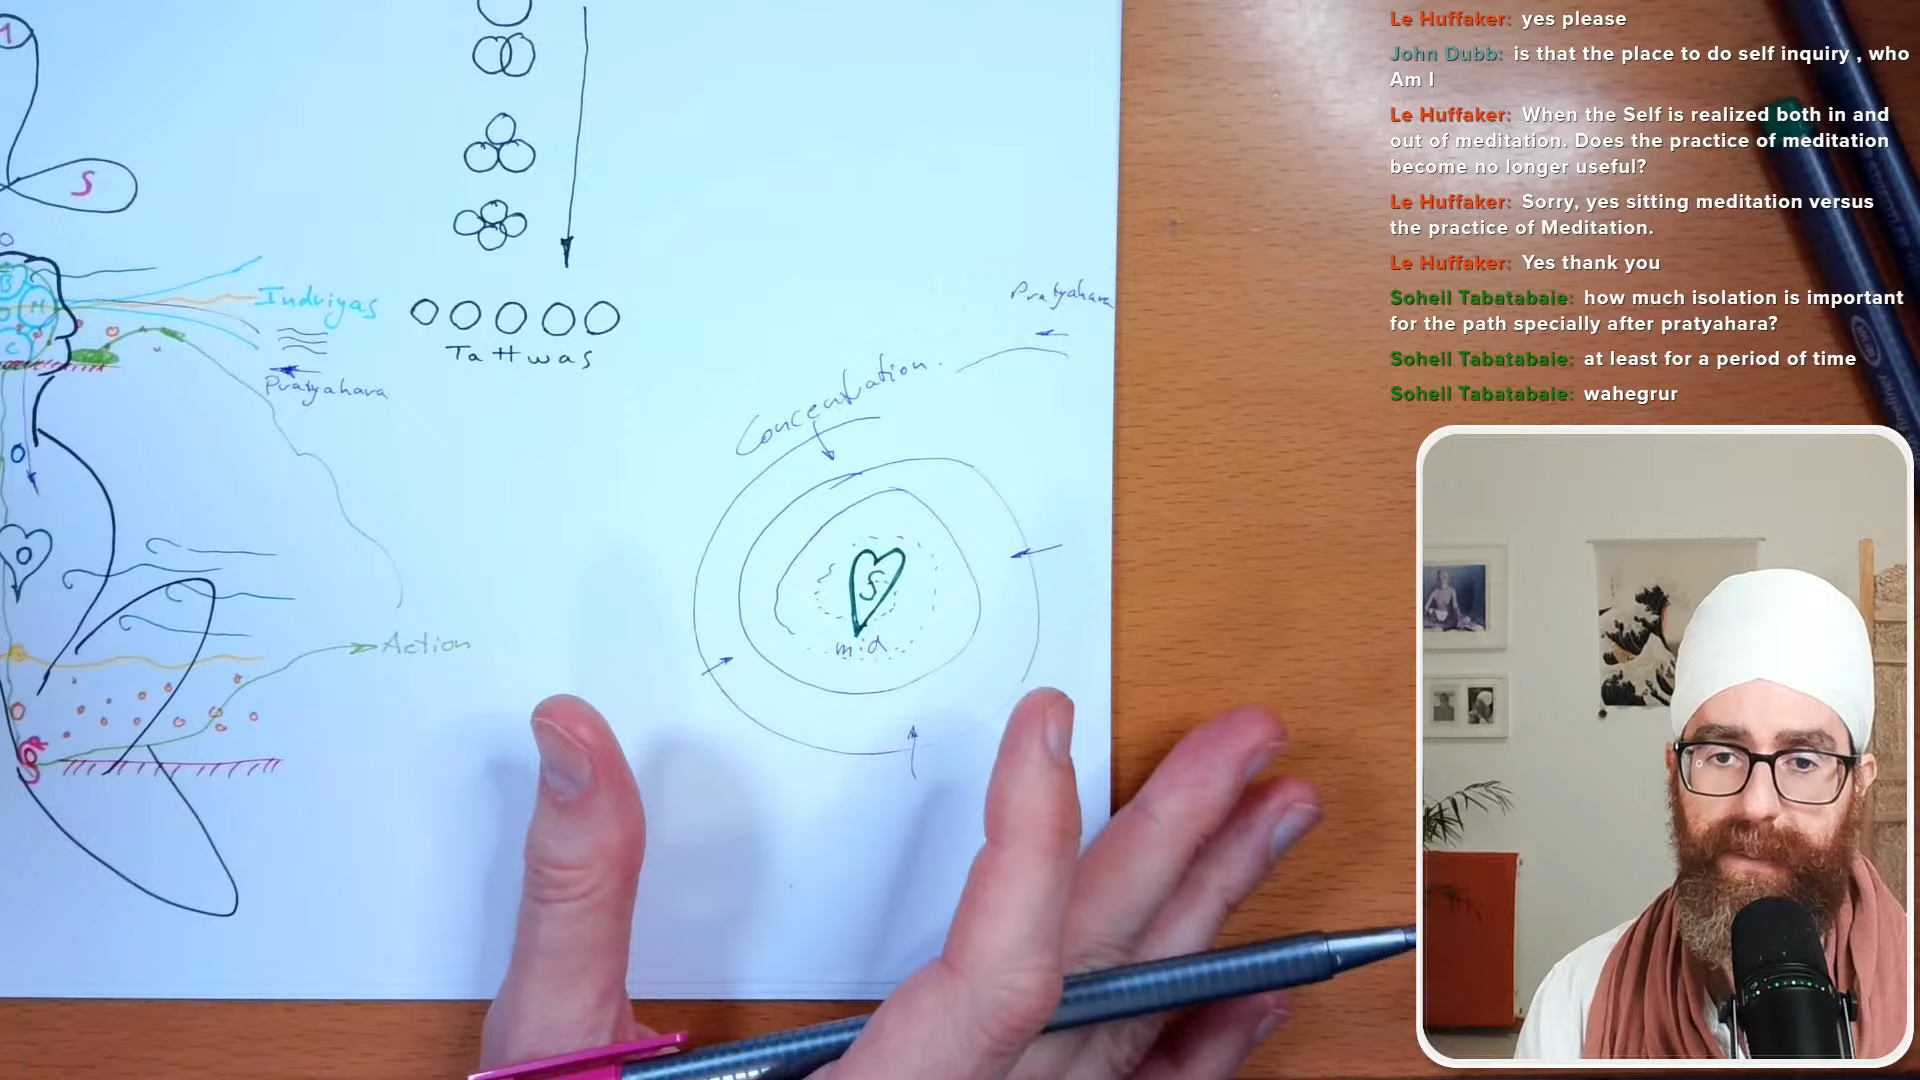 1
S
Indriyas
Pratyahara
Tattwas
Concentration.
Pratyahara
S
mid
Action
B
M
C
Le Huffaker: yes please
John Dubb: is that the place to do self inquiry , who
Am I
Le Huffaker: When the Self is realized both in and
out of meditation. Does the practice of meditation
become no longer useful?
Le Huffaker: Sorry, yes sitting meditation versus
the practice of Meditation.
Le Huffaker: Yes thank you
Soheil Tabatabaie: how much isolation is important
for the path specially after pratyahara?
Soheil Tabatabaie: at least for a period of time
Soheil Tabatabaie: wahegrur